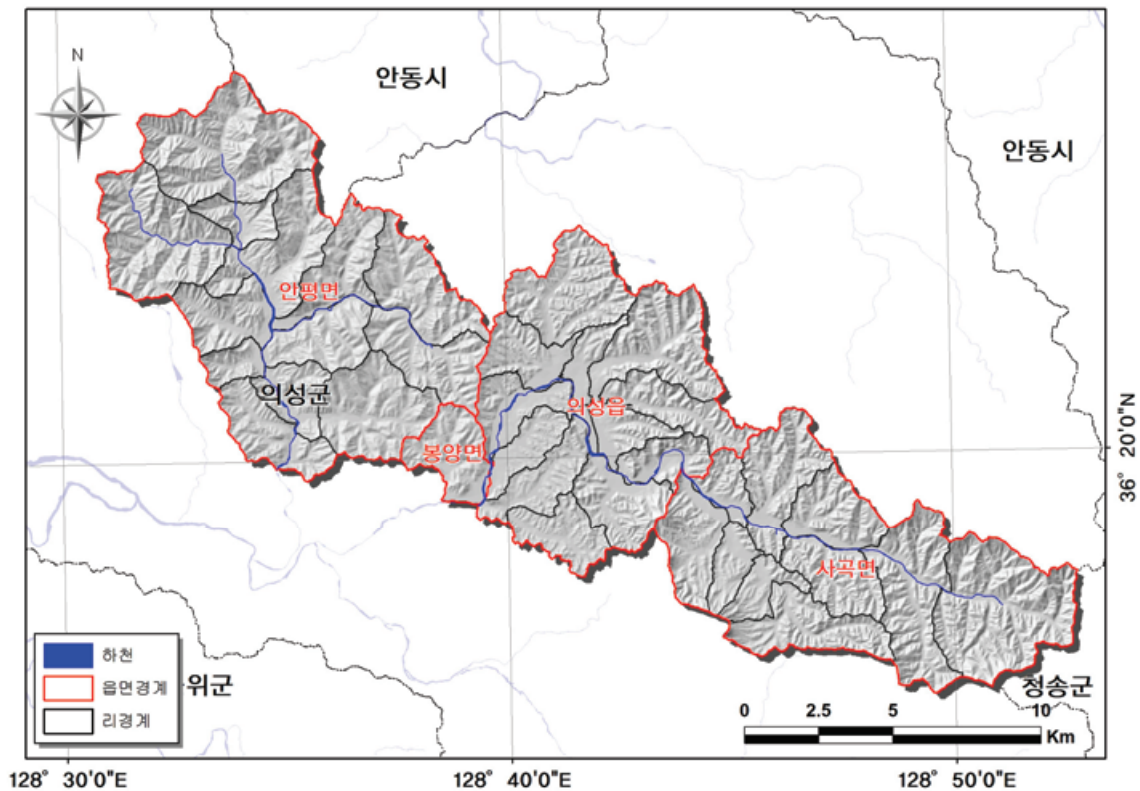 N
안동시
안동시
안평면
의성군
의성읍
봉양면
사곡면
36° 20'0"N
하천
읍면경계
리경계
위군
청송군
0 2.5 5 10
Km
128° 30'0"E
128° 40'0"E
128° 50'0"E